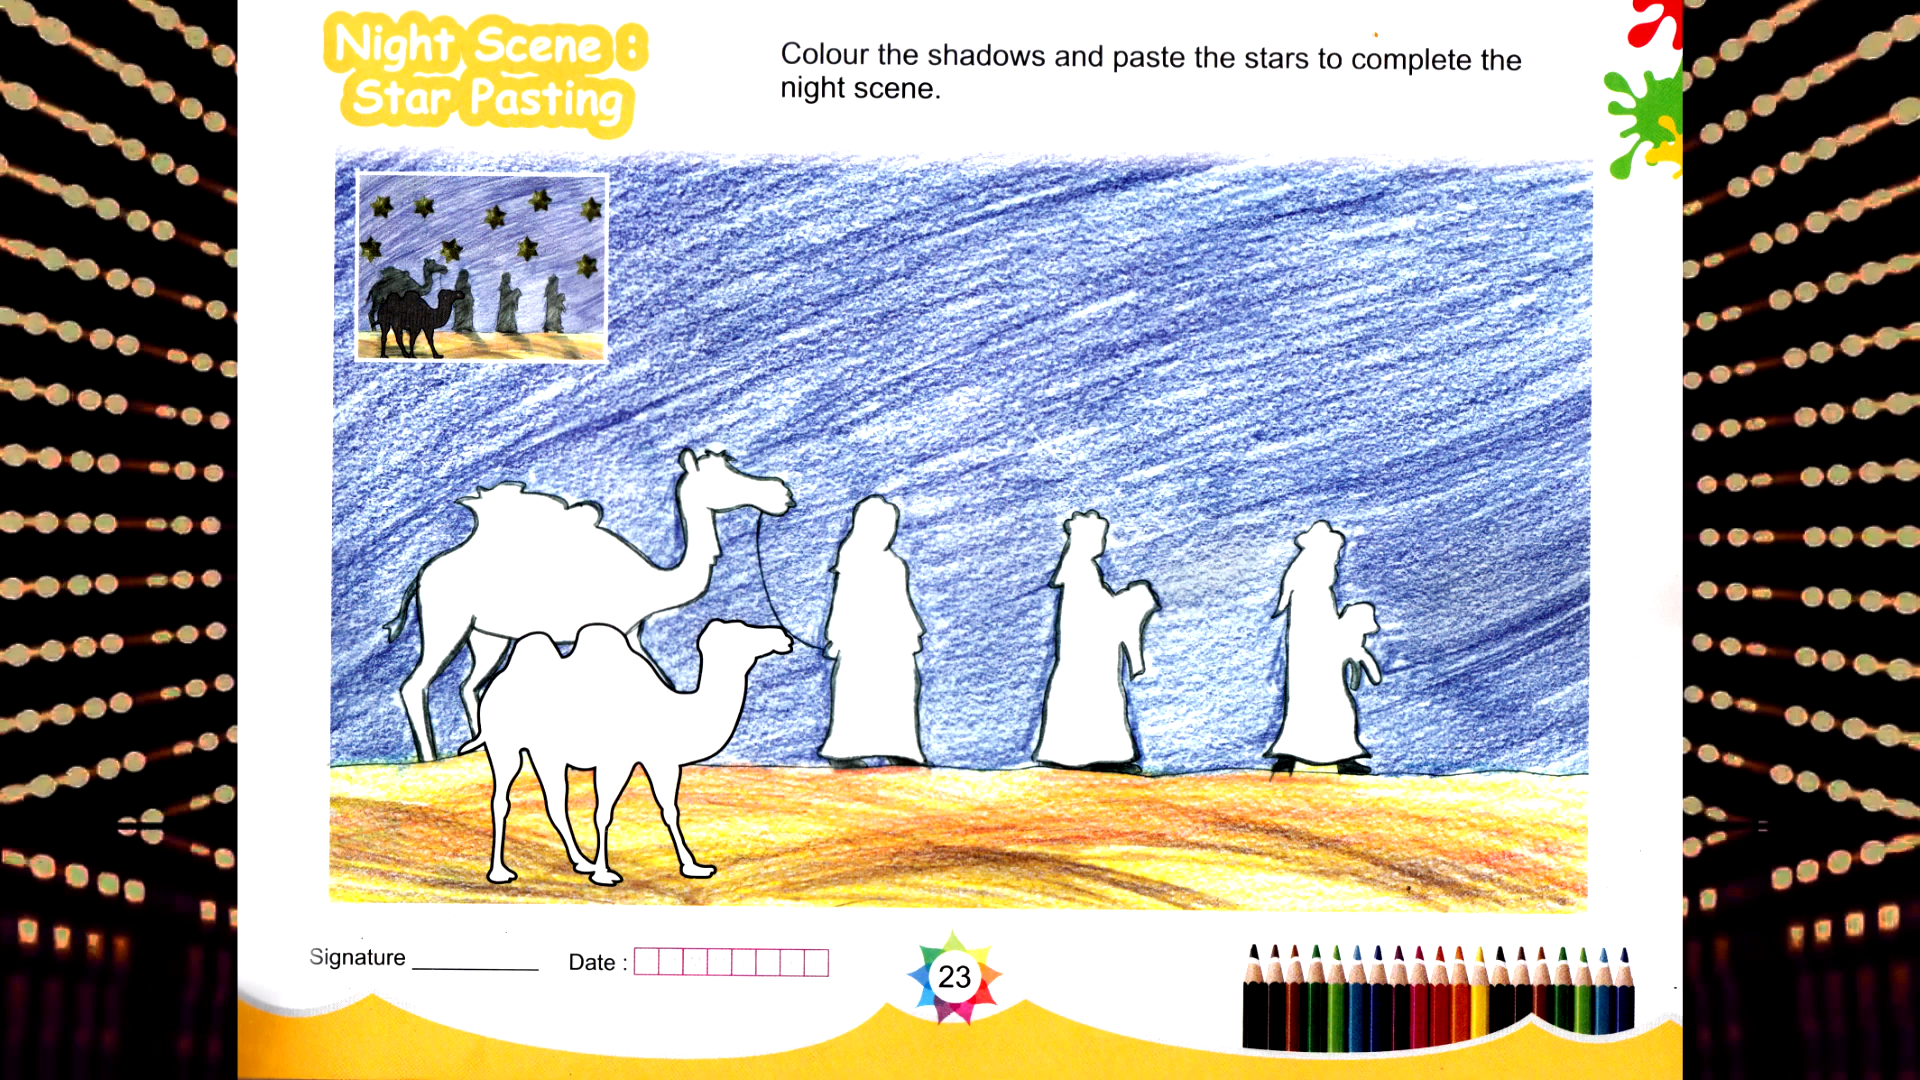 Night Scene :
Star Pasting
Colour the shadows and paste the stars to complete the
night scene.
Signature
Date :
23